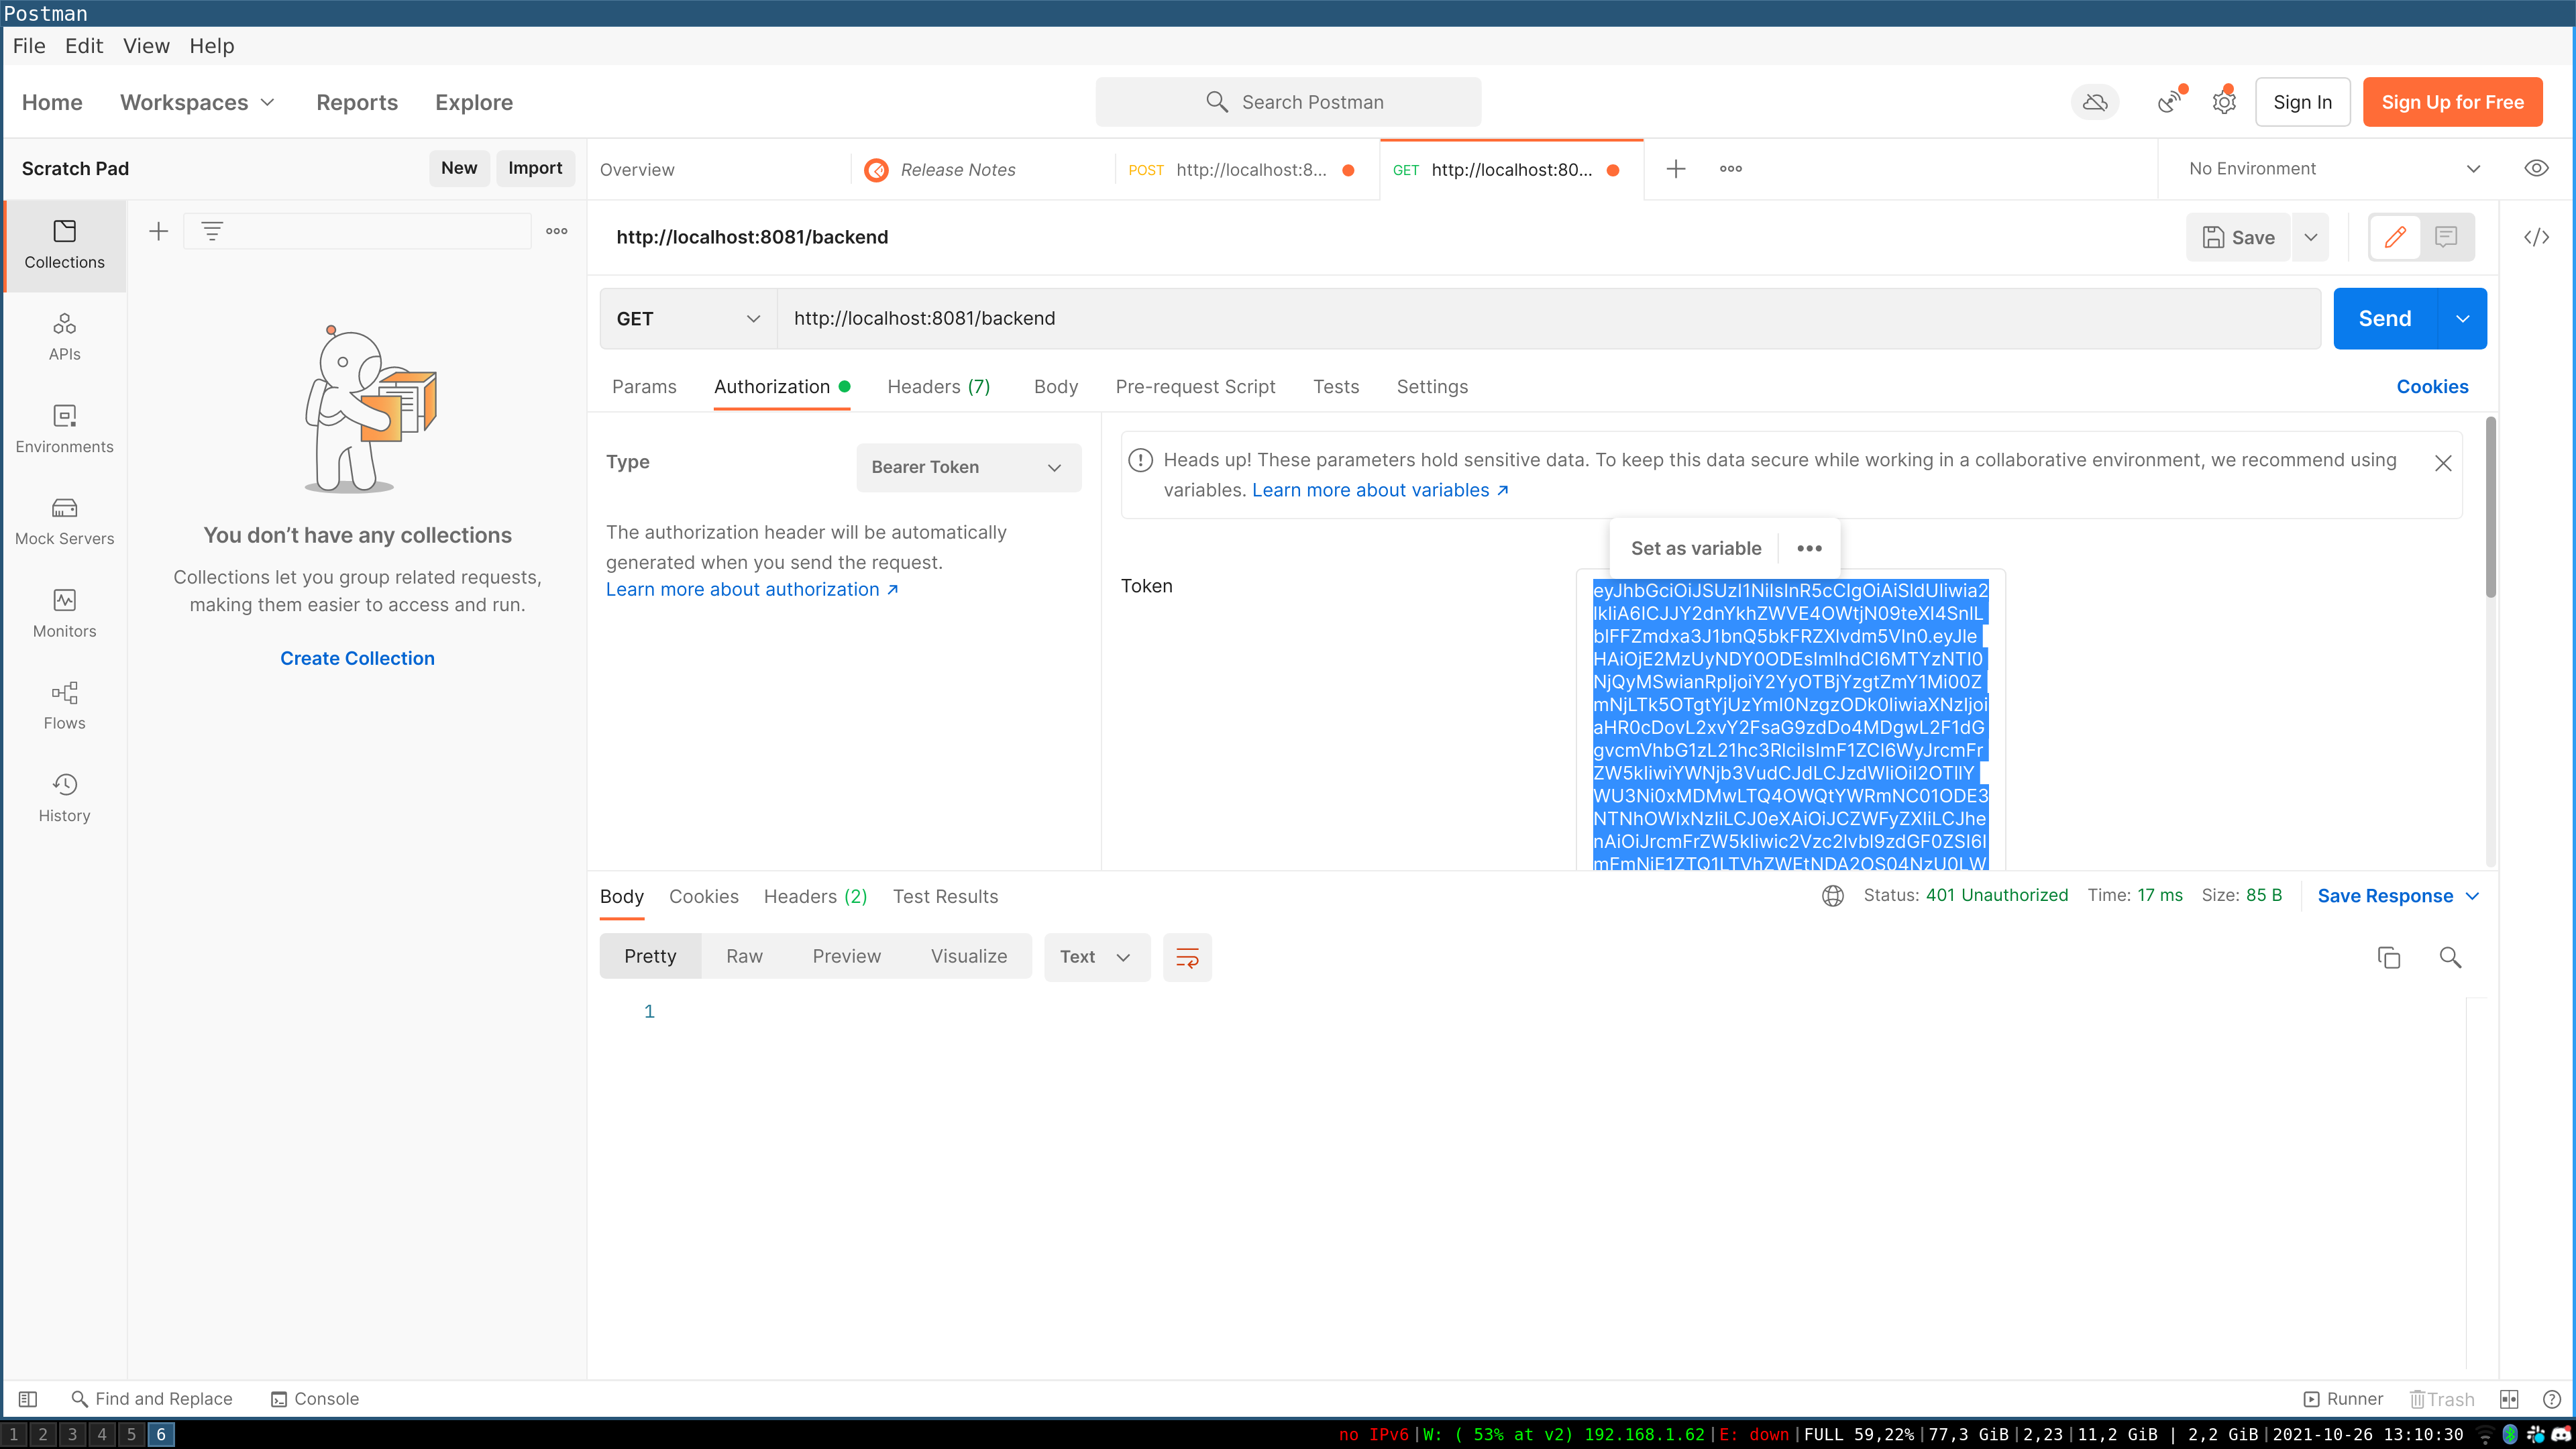 Postman
File Edit View Help
Home Workspaces Reports Explore
Search Postman
Sign In
Sign Up for Free
Scratch Pad
New
Import
Overview
Release Notes
POST http://localhost:8...
GET http://localhost:80...
No Environment
Collections
APIs
Environments
Mock Servers
Monitors
Flows
History
You don’t have any collections
Collections let you group related requests,
making them easier to access and run.
Create Collection
http://localhost:8081/backend
Save
GET
http://localhost:8081/backend
Send
Params Authorization Headers (7) Body Pre-request Script Tests Settings
Cookies
Type
Bearer Token
The authorization header will be automatically
generated when you send the request.
Learn more about authorization ↗
Heads up! These parameters hold sensitive data. To keep this data secure while working in a collaborative environment, we recommend using
variables. Learn more about variables ↗
Set as variable
Token
Body Cookies Headers (2) Test Results
Status: 401 Unauthorized Time: 17 ms Size: 85 B
Save Response
Pretty Raw Preview Visualize
Text
1
Find and Replace
Console
Runner
Trash
1 2 3 4 5 6
no IPv6|W: ( 53% at v2) 192.168.1.62|E: down|FULL 59,22%|77,3 GiB|2,23|11,2 GiB | 2,2 GiB|2021-10-26 13:10:30